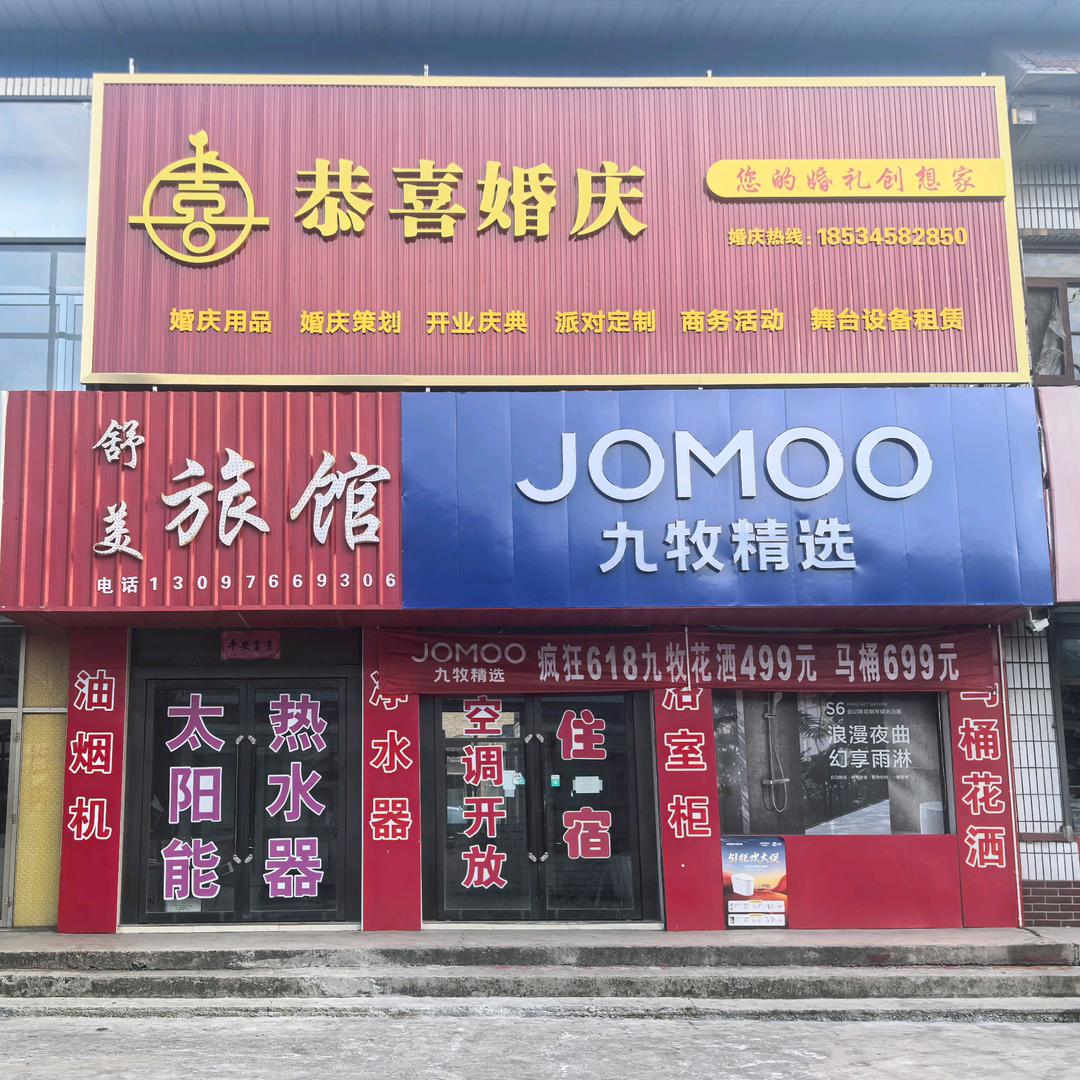 恭喜婚庆
您的婚礼创想家
婚庆热线:18534582850
婚庆用品 婚庆策划 开业庆典 派对定制 商务活动 舞台设备租赁
舒美
旅馆
电话13097669306
JOMOO
九牧精选
平安富贵
JOMOO
九牧精选
疯狂618九牧花洒499元 马桶699元
油烟机
太阳能
热水器
净水器
空调开放
住宿
浴室柜
S6
浪漫夜曲
幻享雨淋
51狂欢大促
马桶花洒